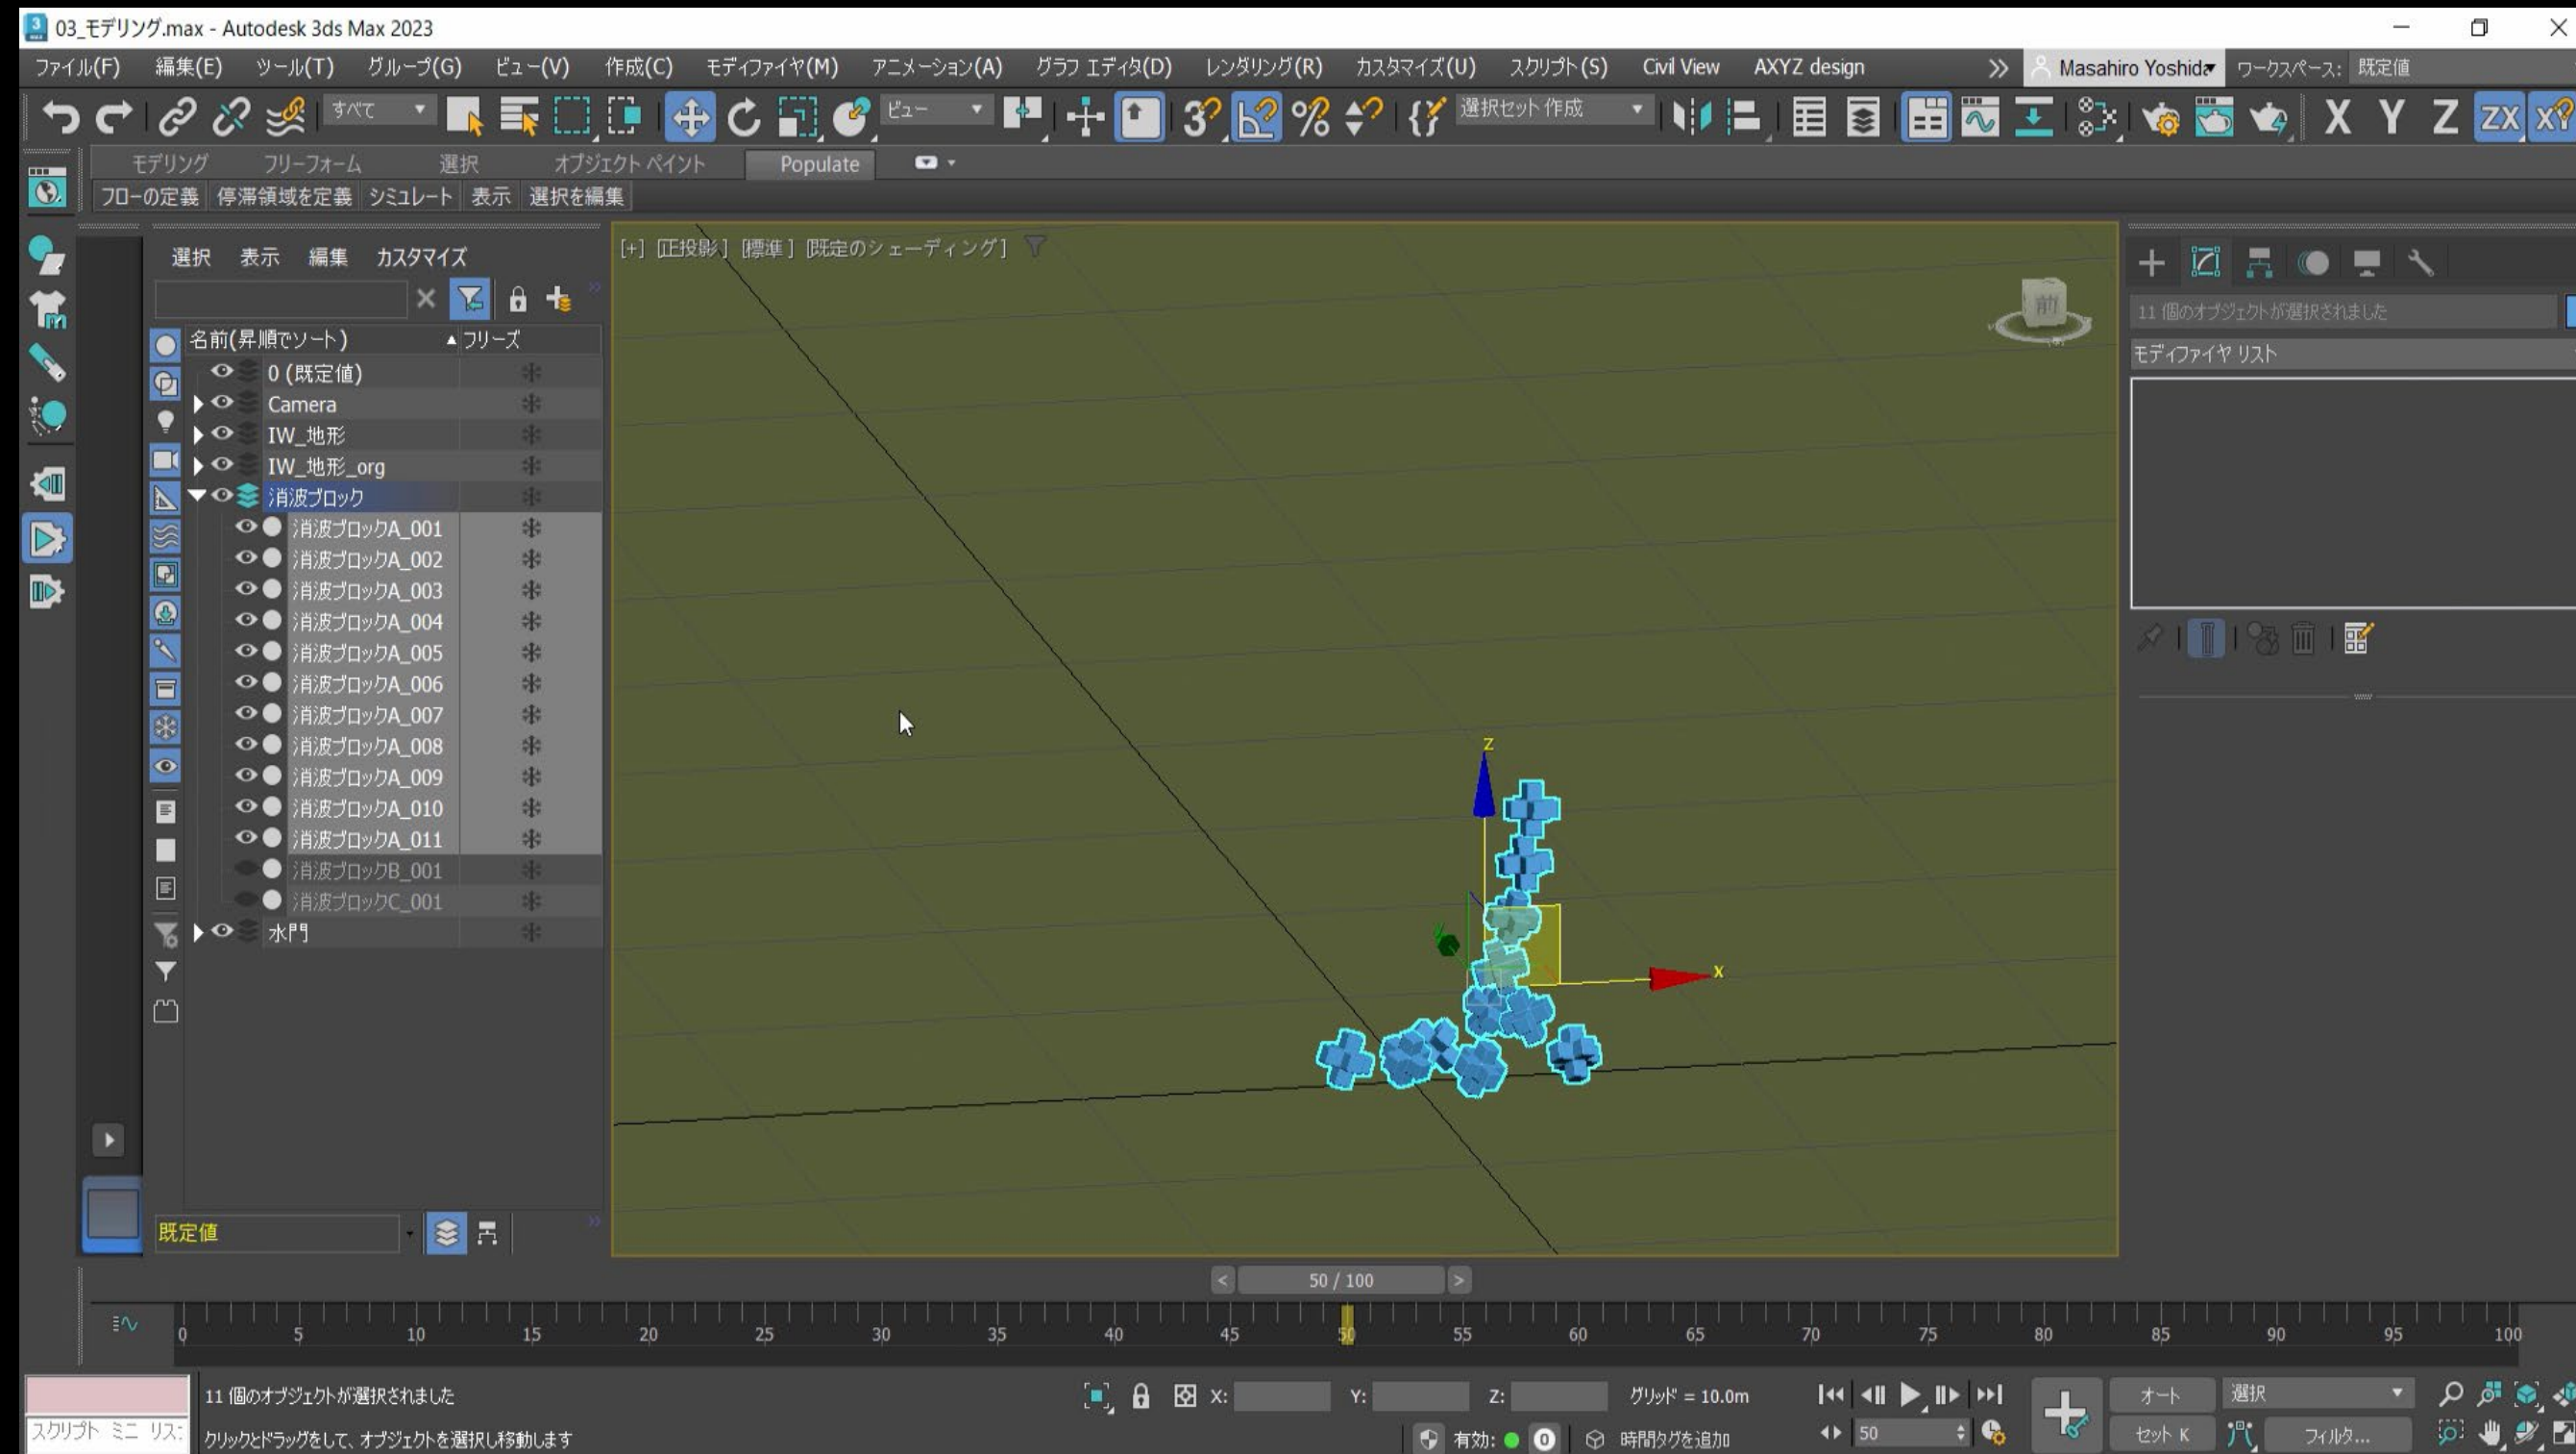 03_モデリング.max - Autodesk 3ds Max 2023
ファイル(F) 編集(E) ツール(T) グループ(G) ビュー(V) 作成(C) モディファイヤ(M) アニメーション(A) グラフ エディタ(D) レンダリング(R) カスタマイズ(U) スクリプト(S) Civil View AXYZ design Masahiro Yoshida ワークスペース: 既定値
すべて ビュー 選択セット作成 X Y Z ZX
モデリング フリーフォーム 選択 オブジェクト ペイント Populate
フローの定義 停滞領域を定義 シミュレート 表示 選択を編集
選択 表示 編集 カスタマイズ
名前(昇順でソート) フリーズ
0 (既定値)
Camera
IW_地形
IW_地形_org
消波ブロック
消波ブロックA_001
消波ブロックA_002
消波ブロックA_003
消波ブロックA_004
消波ブロックA_005
消波ブロックA_006
消波ブロックA_007
消波ブロックA_008
消波ブロックA_009
消波ブロックA_010
消波ブロックA_011
消波ブロックB_001
消波ブロックC_001
水門
既定値
[+] [正投影] [標準] [既定のシェーディング]
前
z
x
11 個のオブジェクトが選択されました
モディファイヤ リスト
< 50 / 100 >
0 5 10 15 20 25 30 35 40 45 50 55 60 65 70 75 80 85 90 95 100
11 個のオブジェクトが選択されました X: Y: Z: グリッド = 10.0m オート 選択
スクリプト ミニ リス
クリックとドラッグをして、オブジェクトを選択し移動します 有効: 0 時間タグを追加 50 セット K フィルタ...